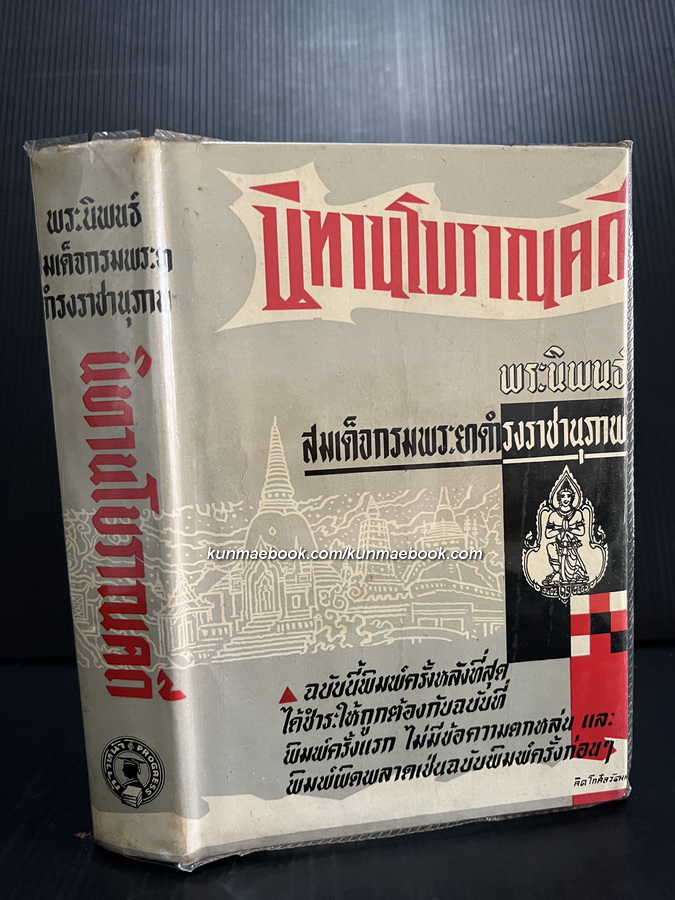 พระนิพนธ์
มเด็จกรมพระยา
ำรงราชานุภาพ
นิทานโบราณคดี
ก้าวหน้า PROGRESS
นิทานโบราณคดี
พระนิพนธ์
สมเด็จกรมพระยาดำรงราชานุภาพ
kunmaebook.com/kunmaebook.com
▲ ฉบับนี้พิมพ์ครั้งหลังที่สุด
ได้ชำระให้ถูกต้องกับฉบับที่
พิมพ์ครั้งแรก ไม่มีข้อความตกหล่น และ
พิมพ์ผิดพลาดเช่นฉบับพิมพ์ครั้งก่อนๆ